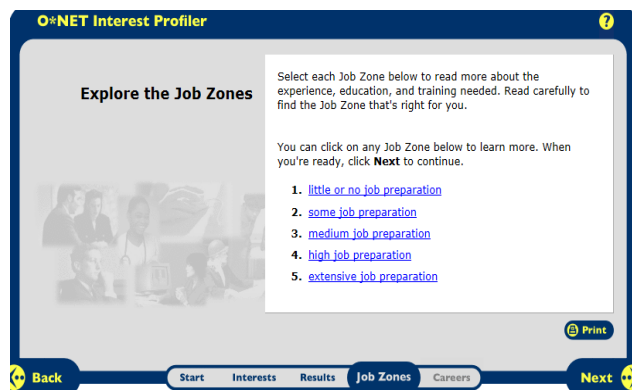 O*NET Interest Profiler
?
Explore the Job Zones
Select each Job Zone below to read more about the
experience, education, and training needed. Read carefully to
find the Job Zone that's right for you.
You can click on any Job Zone below to learn more. When
you're ready, click Next to continue.
1. little or no job preparation
2. some job preparation
3. medium job preparation
4. high job preparation
5. extensive job preparation
Print
Back
Start
Interests
Results
Job Zones
Careers
Next